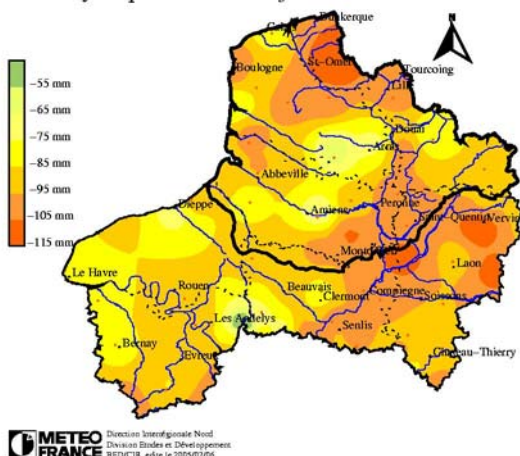 Dunkerque
N
−55 mm
St−Omer
Tourcoing
Boulogne
−65 mm
Douai
−75 mm
Arras
−85 mm
Abbeville
−95 mm
Peronne
Dieppe
Amiens
Saint−Quentin
−105 mm
−115 mm
Laon
Le Havre
Rouen
Beauvais
Compiegne
Clermont
Soissons
Les Andelys
Senlis
Bernay
Evreux
Chateau−Thierry
METEO
FRANCE
Direction Interrégionale Nord
Division Etudes et Développement